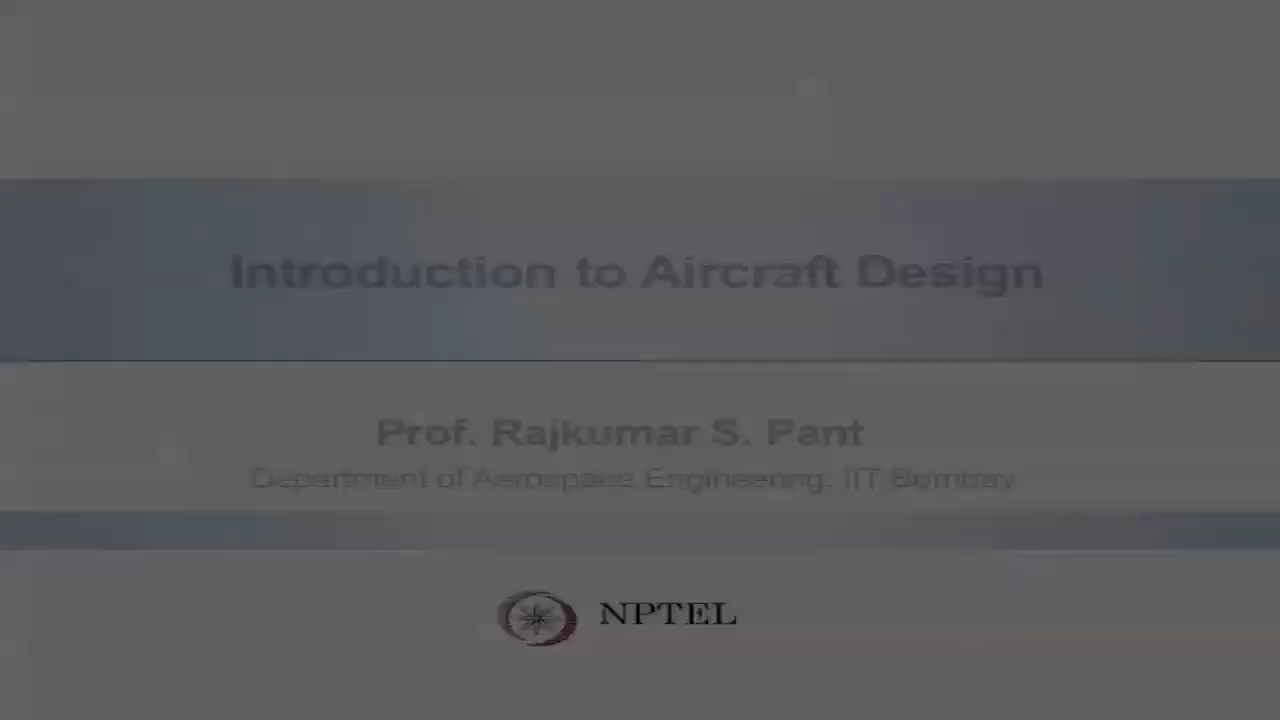 Introduction to Aircraft Design
Prof. Rajkumar S. Pant
Department of Aerospace Engineering, IIT Bombay
NPTEL